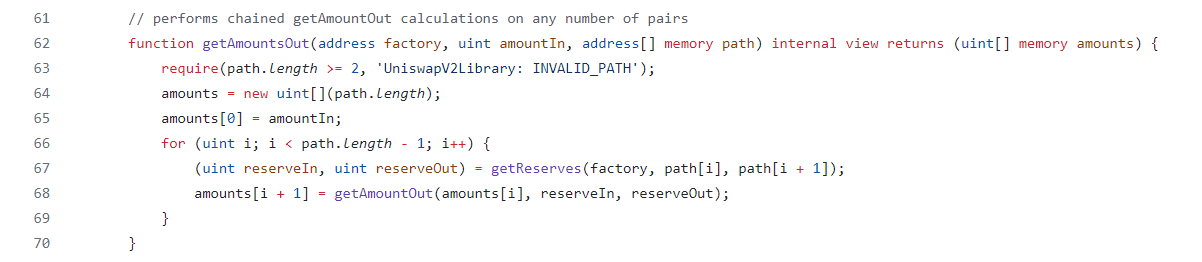 61 // performs chained getAmountOut calculations on any number of pairs
62 function getAmountsOut(address factory, uint amountIn, address[] memory path) internal view returns (uint[] memory amounts) {
63 require(path.length >= 2, 'UniswapV2Library: INVALID_PATH');
64 amounts = new uint[](path.length);
65 amounts[0] = amountIn;
66 for (uint i; i < path.length - 1; i++) {
67 (uint reserveIn, uint reserveOut) = getReserves(factory, path[i], path[i + 1]);
68 amounts[i + 1] = getAmountOut(amounts[i], reserveIn, reserveOut);
69 }
70 }